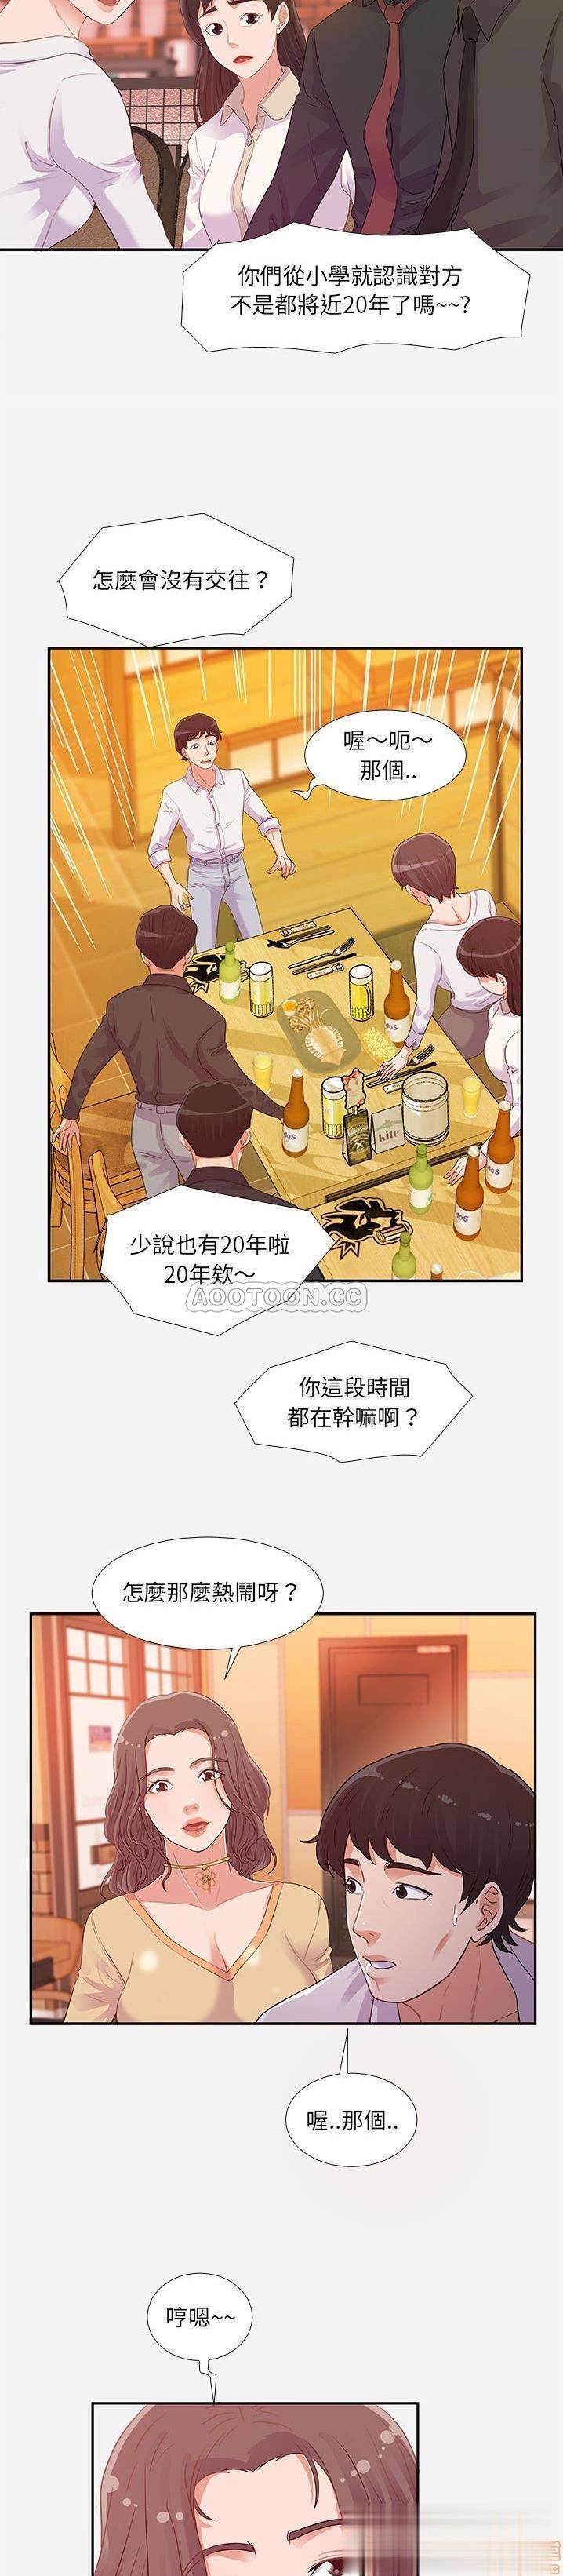 你們從小學就認識對方
不是都將近20年了嗎~~?
怎麼會沒有交往？
喔～呃～
那個..
kite
少說也有20年啦
20年欸～
AOOTOON.CC
你這段時間
都在幹嘛啊？
怎麼那麼熱鬧呀？
喔..那個..
哼嗯~~